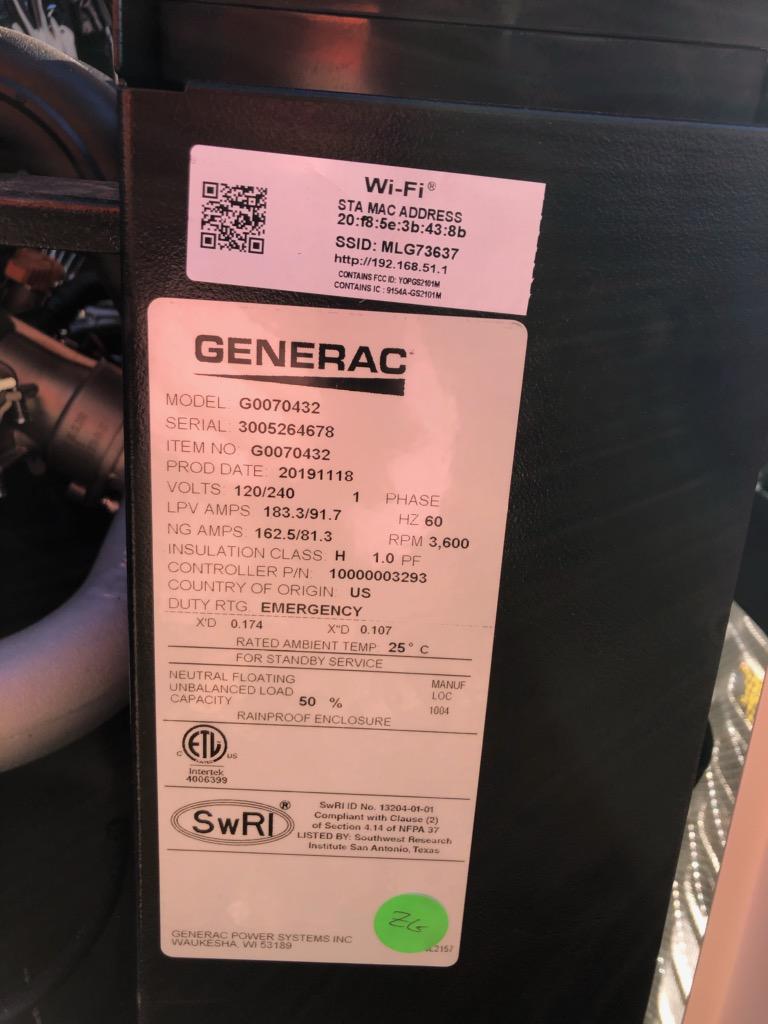 Wi-Fi®
STA MAC ADDRESS
20:f8:5e:3b:43:8b
SSID: MLG73637
http://192.168.51.1
CONTAINS FCC ID: YOPGS2101M
CONTAINS IC : 9154A-GS2101M
GENERAC
MODEL: G0070432
SERIAL: 3005264678
ITEM NO: G0070432
PROD DATE: 20191118
VOLTS: 120/240 1 PHASE
LPV AMPS: 183.3/91.7 HZ 60
NG AMPS: 162.5/81.3 RPM 3,600
INSULATION CLASS: H 1.0 PF
CONTROLLER P/N: 10000003293
COUNTRY OF ORIGIN: US
DUTY RTG: EMERGENCY
X'D 0.174 X"D 0.107
RATED AMBIENT TEMP: 25° C
FOR STANDBY SERVICE
NEUTRAL FLOATING
UNBALANCED LOAD
CAPACITY 50 %
MANUF
LOC
1004
RAINPROOF ENCLOSURE
C ETL US
Intertek
4006399
SwRI®
SwRI ID No. 13204-01-01
Compliant with Clause (2)
of Section 4.14 of NFPA 37
LISTED BY: Southwest Research
Institute San Antonio, Texas
GENERAC POWER SYSTEMS INC
WAUKESHA, WI 53189